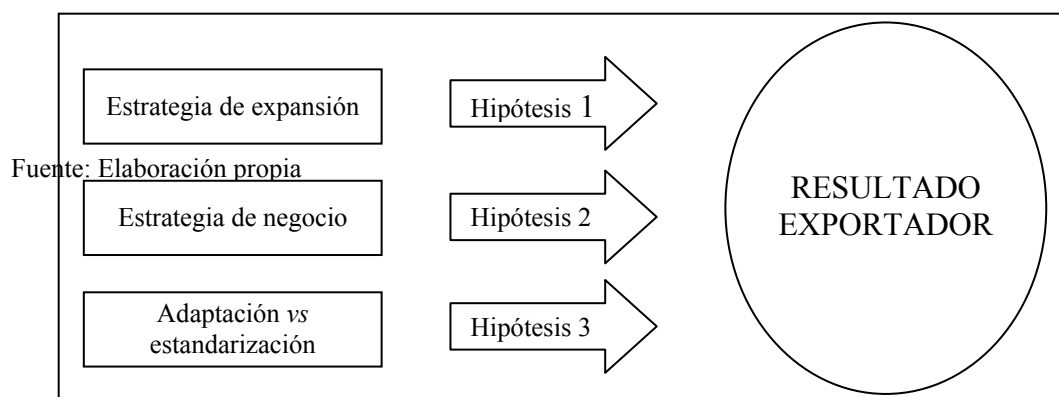 Estrategia de expansión
Hipótesis 1
Fuente: Elaboración propia
Estrategia de negocio
Hipótesis 2
RESULTADO
EXPORTADOR
Adaptación vs
estandarización
Hipótesis 3